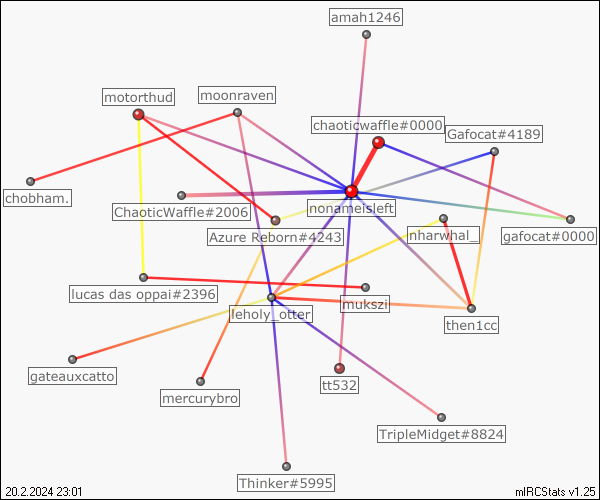 amah1246
motorthud
moonraven
chaoticwaffle#0000
Gafocat#4189
chobham.
ChaoticWaffle#2006
nonameisleft
Azure Reborn#4243
nharwhal_
gafocat#0000
lucas das oppai#2396
mukszi
leholy_otter
then1cc
gateauxcatto
mercurybro
tt532
TripleMidget#8824
Thinker#5995
20.2.2024 23:01
mIRCStats v1.25